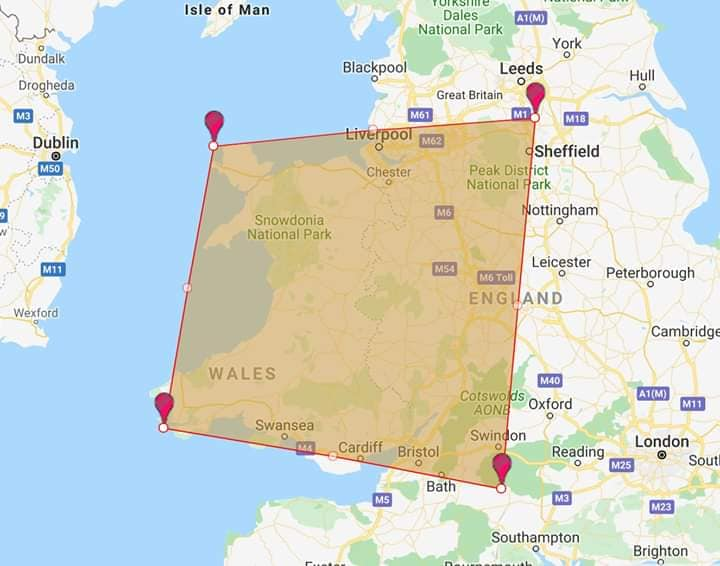 Isle of Man
Yorkshire
Dales
National Park
A1(M)
Dundalk
York
Blackpool
Leeds
Hull
Drogheda
Great Britain
M3
M61
M1
M18
Dublin
Liverpool
M62
M50
Sheffield
Chester
Peak District
National Park
M6
Nottingham
Snowdonia
National Park
M11
M54
M6 Toll
Leicester
Peterborough
ENGLAND
Wexford
Cambridge
WALES
M40
Cotswolds
AONB
A1(M)
M11
Oxford
Swansea
Swindon
M4
Cardiff
Bristol
Reading
London
M25
South
Bath
M5
M3
M23
Southampton
Brighton